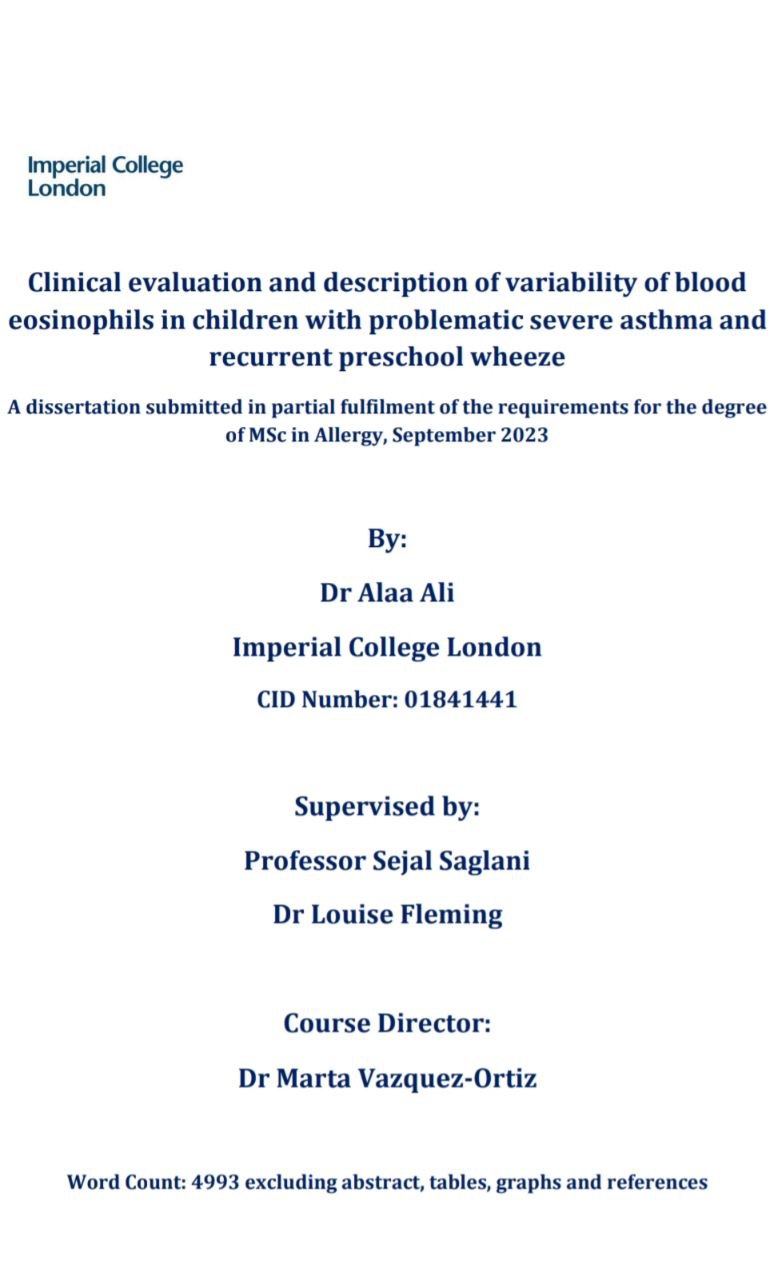 Imperial College
London
Clinical evaluation and description of variability of blood
eosinophils in children with problematic severe asthma and
recurrent preschool wheeze
A dissertation submitted in partial fulfilment of the requirements for the degree
of MSc in Allergy, September 2023
By:
Dr Alaa Ali
Imperial College London
CID Number: 01841441
Supervised by:
Professor Sejal Saglani
Dr Louise Fleming
Course Director:
Dr Marta Vazquez-Ortiz
Word Count: 4993 excluding abstract, tables, graphs and references